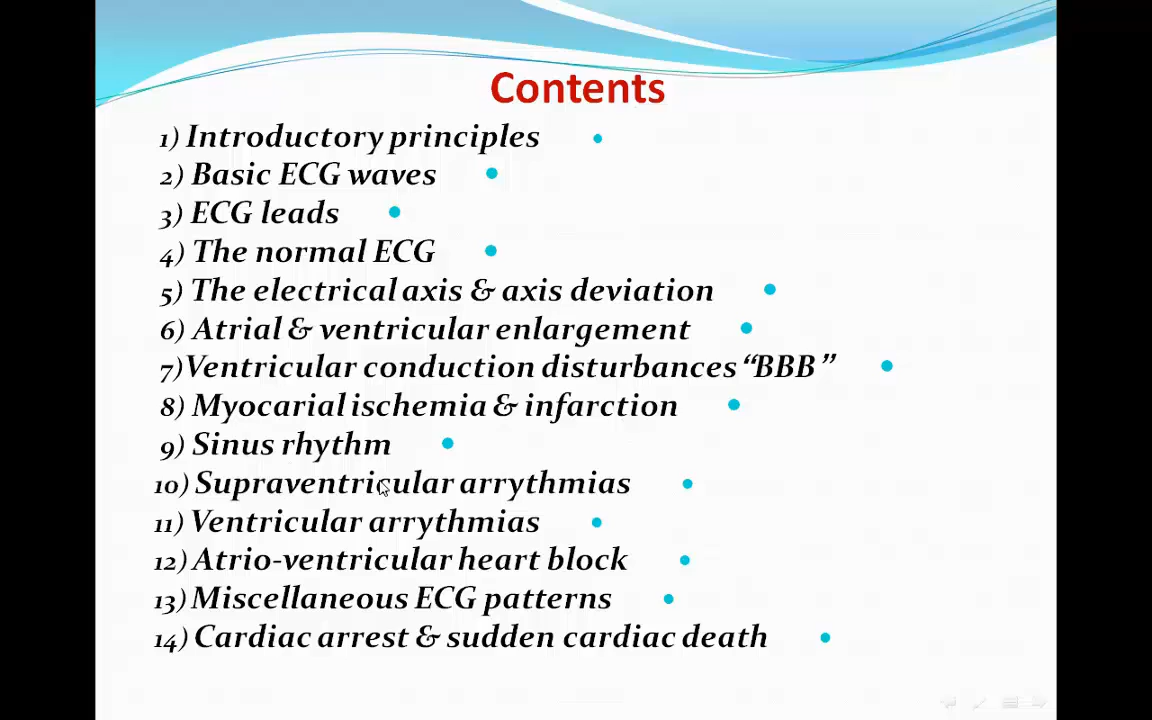 Contents
1) Introductory principles
2) Basic ECG waves
3) ECG leads
4) The normal ECG
5) The electrical axis & axis deviation
6) Atrial & ventricular enlargement
7)Ventricular conduction disturbances “BBB”
8) Myocarial ischemia & infarction
9) Sinus rhythm
10) Supraventricular arrythmias
11) Ventricular arrythmias
12) Atrio-ventricular heart block
13) Miscellaneous ECG patterns
14) Cardiac arrest & sudden cardiac death